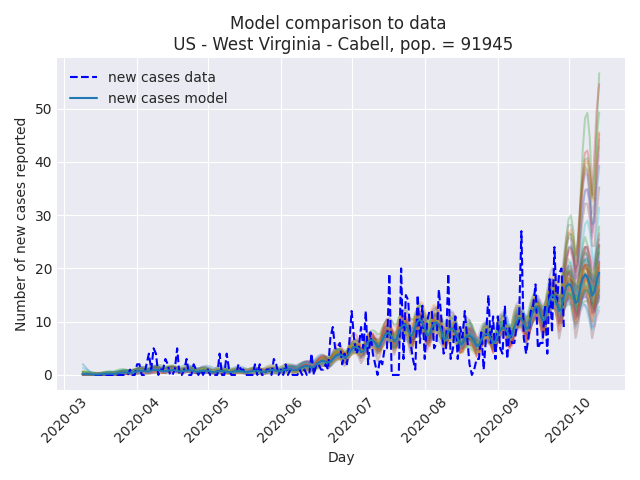 Model comparison to data
US - West Virginia - Cabell, pop. = 91945
new cases data
new cases model
Number of new cases reported
50
40
30
20
10
0
2020-03
2020-04
2020-05
2020-06
2020-07
2020-08
2020-09
2020-10
Day